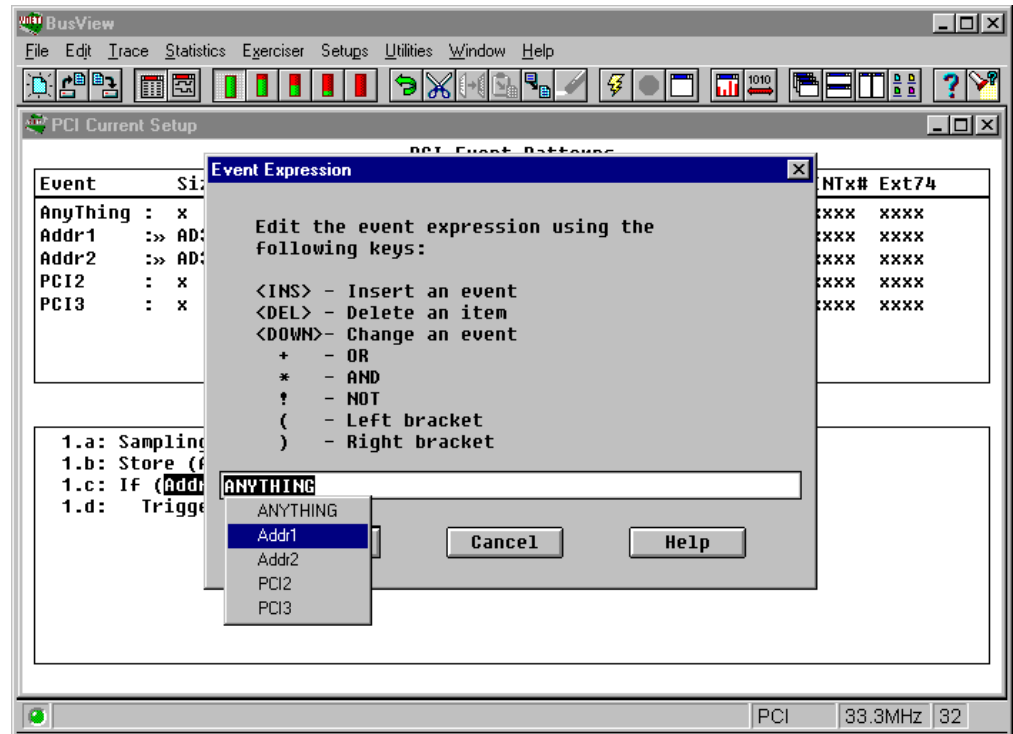 BusView
File Edit Trace Statistics Exerciser Setups Utilities Window Help
1010
?
PCI Current Setup
Event Expression
Event
NTx# Ext74
AnyThing : x xxxx xxxx
Addr1 :» xxxx xxxx
Addr2 :» xxxx xxxx
PCI2 : x xxxx xxxx
PCI3 : x xxxx xxxx
Edit the event expression using the
following keys:
<INS> - Insert an event
<DEL> - Delete an item
<DOWN>- Change an event
+ - OR
* - AND
! - NOT
( - Left bracket
) - Right bracket
1.a: Sampling
1.b: Store (
1.c: If (Addr
1.d: Trigge
ANYTHING
ANYTHING
Addr1
Addr2
PCI2
PCI3
Cancel
Help
PCI
33.3MHz
32